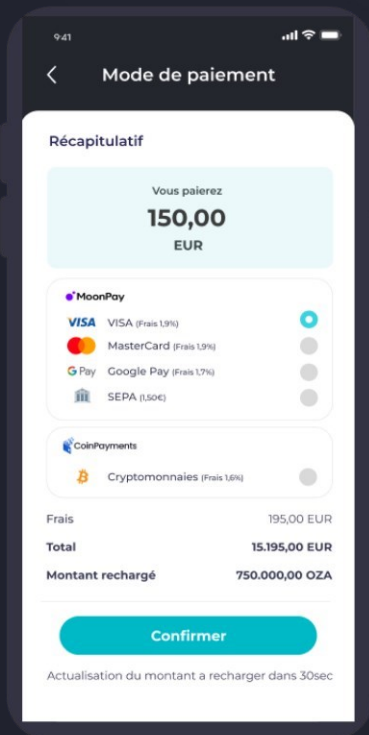 9:41
Mode de paiement
Récapitulatif
Vous paierez
150,00
EUR
MoonPay
VISA VISA (Frais 1,9%)
MasterCard (Frais 1,9%)
G Pay Google Pay (Frais 1,7%)
SEPA (1,50€)
CoinPayments
Cryptomonnaies (Frais 1,6%)
Frais 195,00 EUR
Total 15.195,00 EUR
Montant rechargé 750.000,00 OZA
Confirmer
Actualisation du montant a recharger dans 30sec